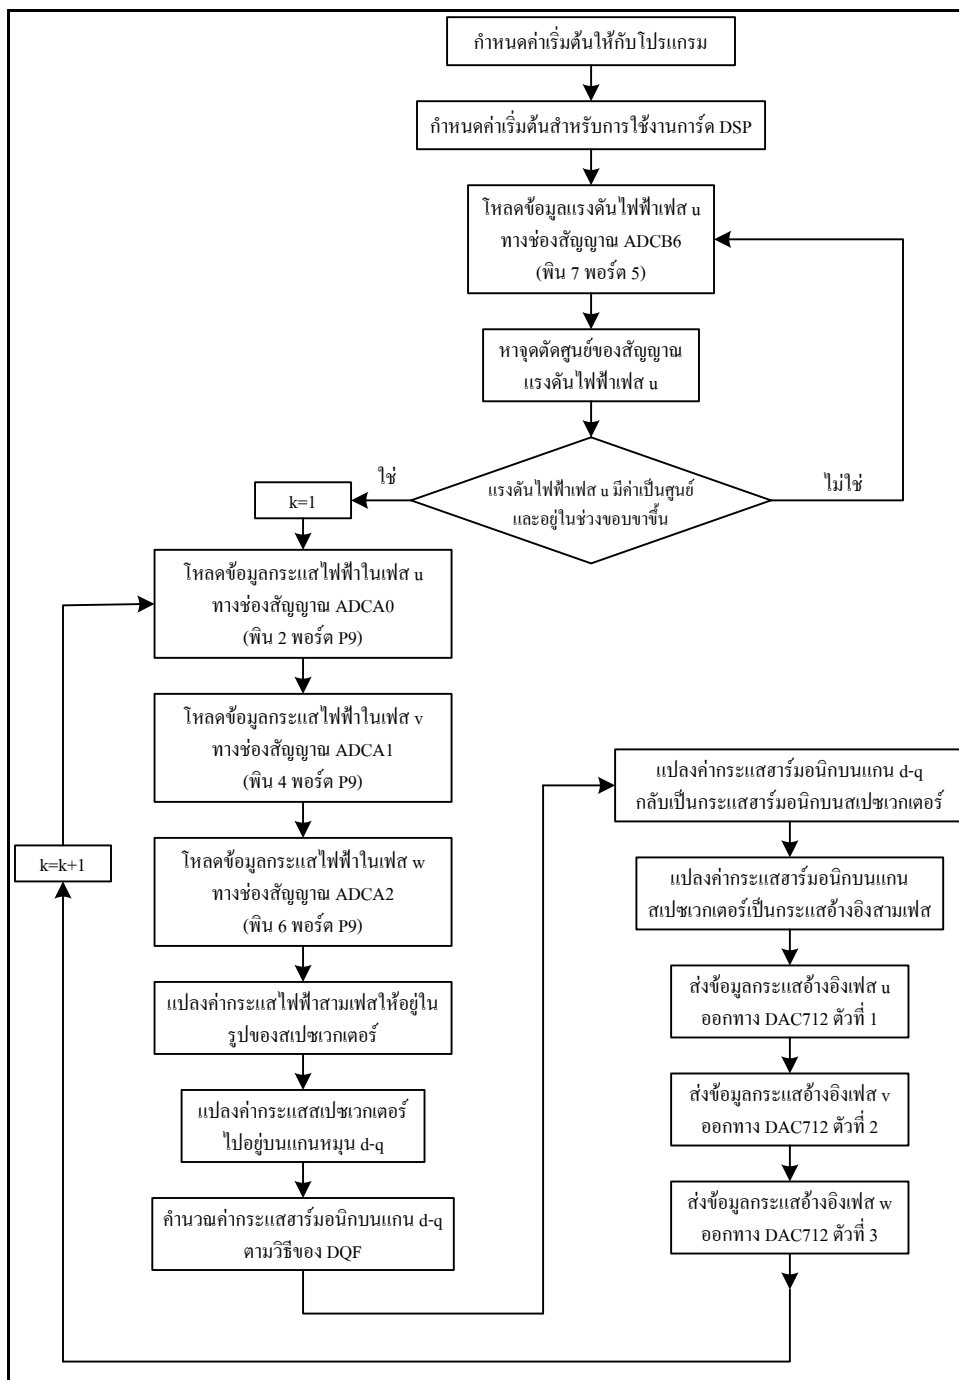 กำหนดค่าเริ่มต้นให้กับโปรแกรม
กำหนดค่าเริ่มต้นสำหรับการใช้งานการ์ด DSP
โหลดข้อมูลแรงดันไฟฟ้าเฟส u
ทางช่องสัญญาณ ADCB6
(พิน 7 พอร์ต 5)
หาจุดตัดศูนย์ของสัญญาณ
แรงดันไฟฟ้าเฟส u
แรงดันไฟฟ้าเฟส u มีค่าเป็นศูนย์
และอยู่ในช่วงขอบขาขึ้น
ใช่
ไม่ใช่
k=1
โหลดข้อมูลกระแสไฟฟ้าในเฟส u
ทางช่องสัญญาณ ADCA0
(พิน 2 พอร์ต P9)
โหลดข้อมูลกระแสไฟฟ้าในเฟส v
ทางช่องสัญญาณ ADCA1
(พิน 4 พอร์ต P9)
โหลดข้อมูลกระแสไฟฟ้าในเฟส w
ทางช่องสัญญาณ ADCA2
(พิน 6 พอร์ต P9)
แปลงค่ากระแสไฟฟ้าสามเฟสให้อยู่ใน
รูปของสเปซเวกเตอร์
แปลงค่ากระแสสเปซเวกเตอร์
ไปอยู่บนแกนหมุน d-q
คำนวณค่ากระแสฮาร์มอนิกบนแกน d-q
ตามวิธีของ DQF
แปลงค่ากระแสฮาร์มอนิกบนแกน d-q
กลับเป็นกระแสฮาร์มอนิกบนสเปซเวกเตอร์
แปลงค่ากระแสฮาร์มอนิกบนแกน
สเปซเวกเตอร์เป็นกระแสอ้างอิงสามเฟส
ส่งข้อมูลกระแสอ้างอิงเฟส u
ออกทาง DAC712 ตัวที่ 1
ส่งข้อมูลกระแสอ้างอิงเฟส v
ออกทาง DAC712 ตัวที่ 2
ส่งข้อมูลกระแสอ้างอิงเฟส w
ออกทาง DAC712 ตัวที่ 3
k=k+1